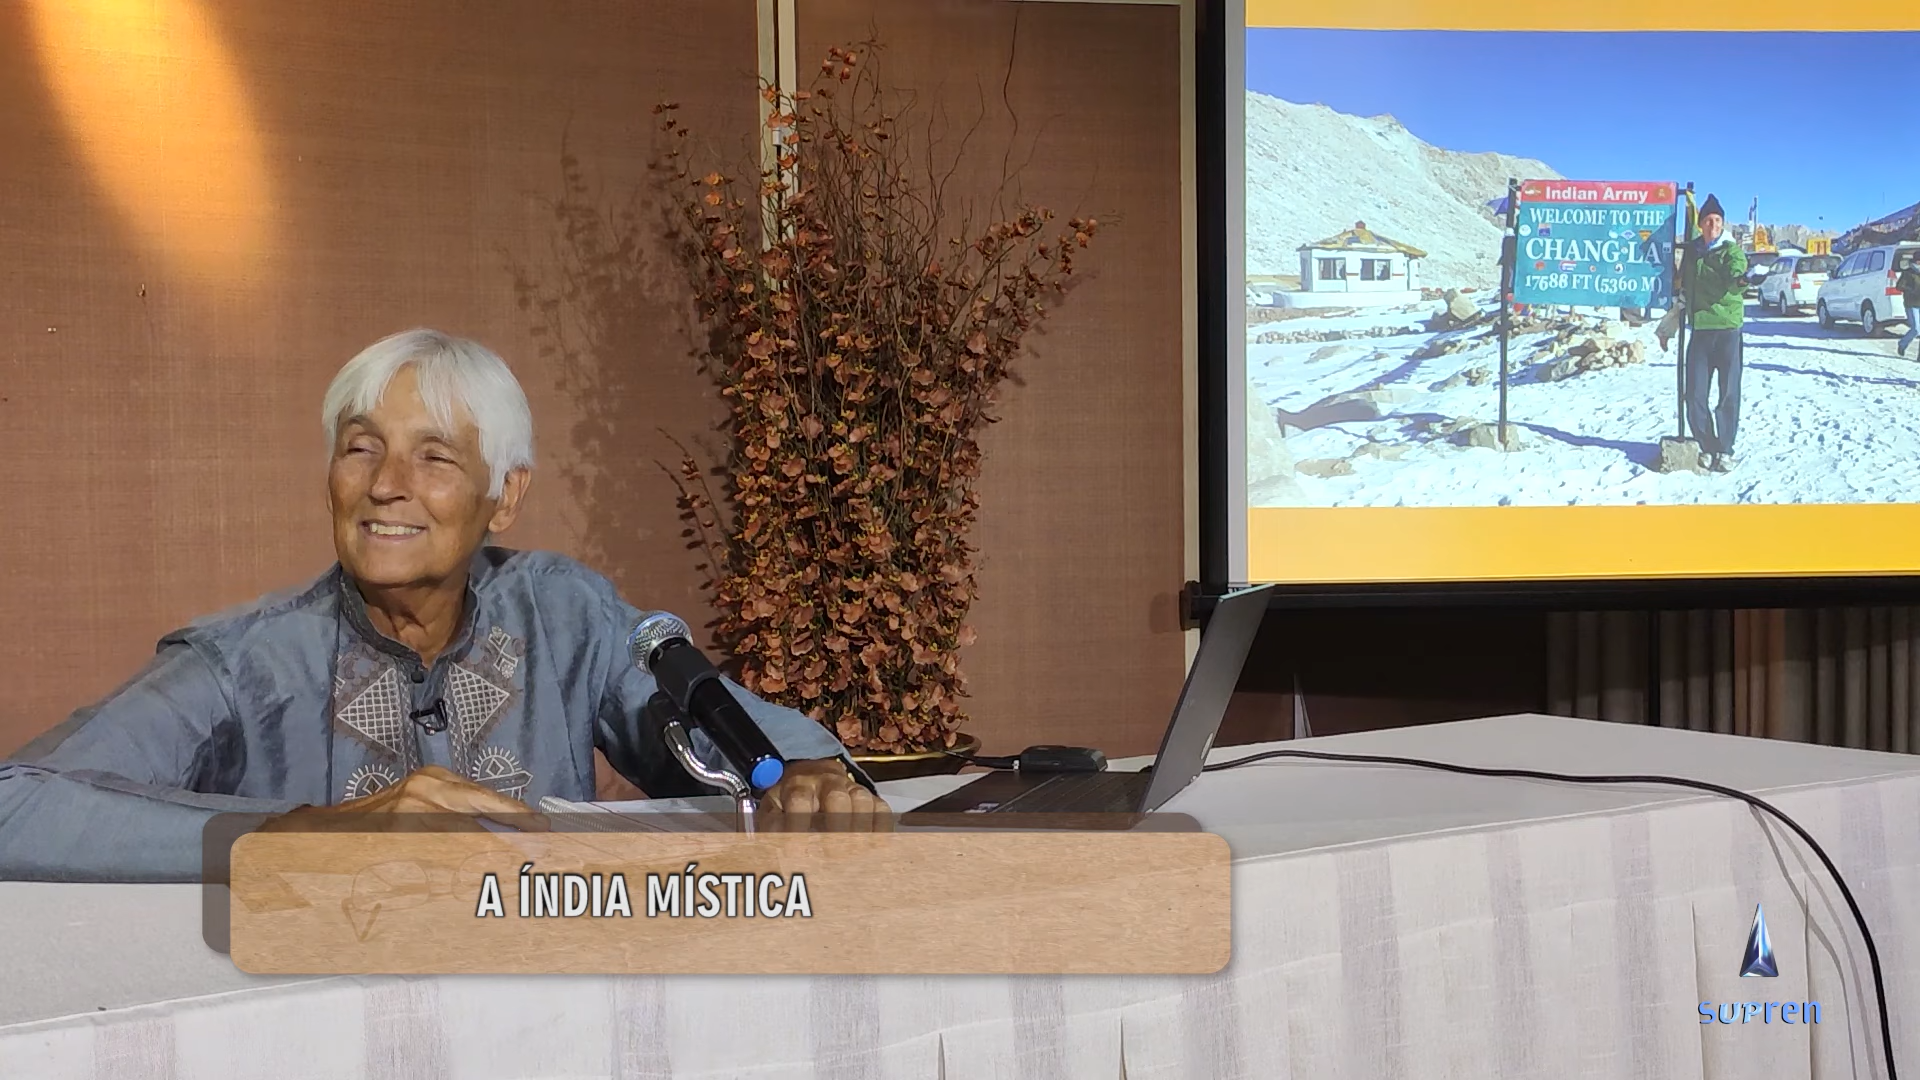 Indian Army
WELCOME TO THE
CHANG LA
17688 FT (5360 M)
A ÍNDIA MÍSTICA
supren